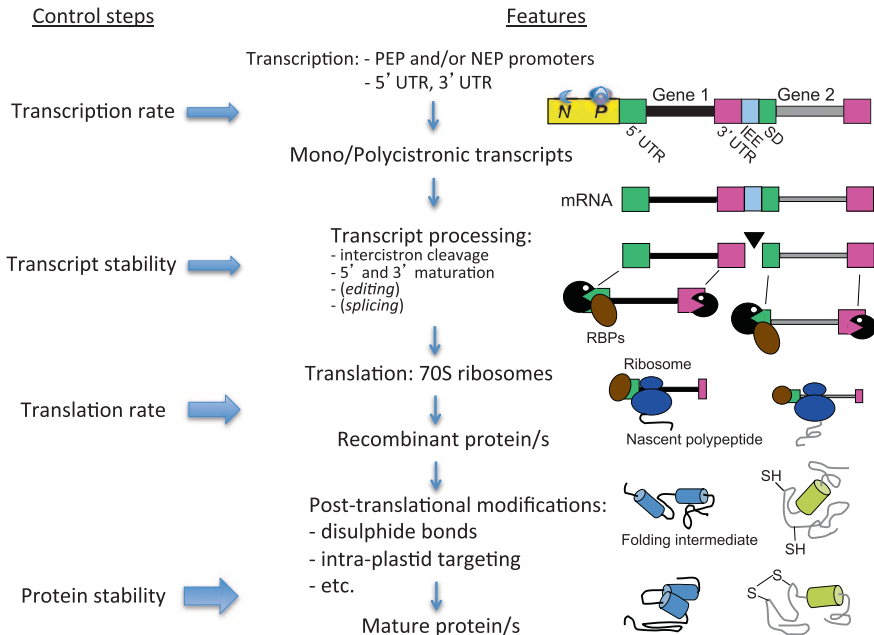 Control steps
Features
Transcription: - PEP and/or NEP promoters
- 5' UTR, 3' UTR
Transcription rate
N P
Gene 1
Gene 2
5' UTR
3' UTR
IEE
SD
Mono/Polycistronic transcripts
mRNA
Transcript stability
Transcript processing:
- intercistron cleavage
- 5' and 3' maturation
- (editing)
- (splicing)
RBPs
Translation: 70S ribosomes
Ribosome
Translation rate
Nascent polypeptide
Recombinant protein/s
Post-translational modifications:
- disulphide bonds
- intra-plastid targeting
- etc.
SH
Folding intermediate
SH
Protein stability
S
S
Mature protein/s